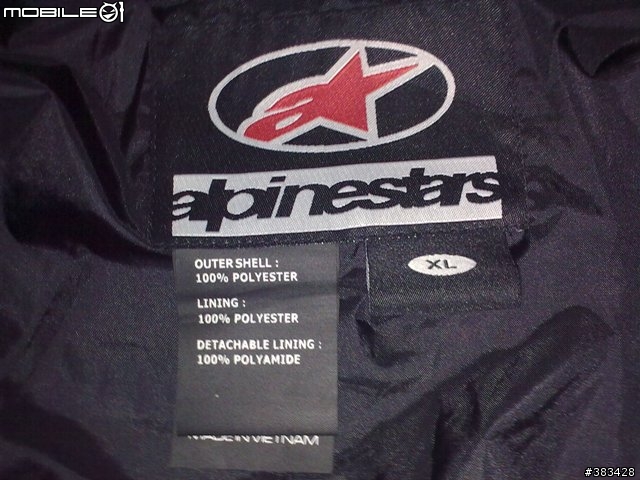 MOBILE01
alpinestars
XL
OUTER SHELL :
100% POLYESTER
LINING :
100% POLYESTER
DETACHABLE LINING :
100% POLYAMIDE
MADE IN VIETNAM
#383428